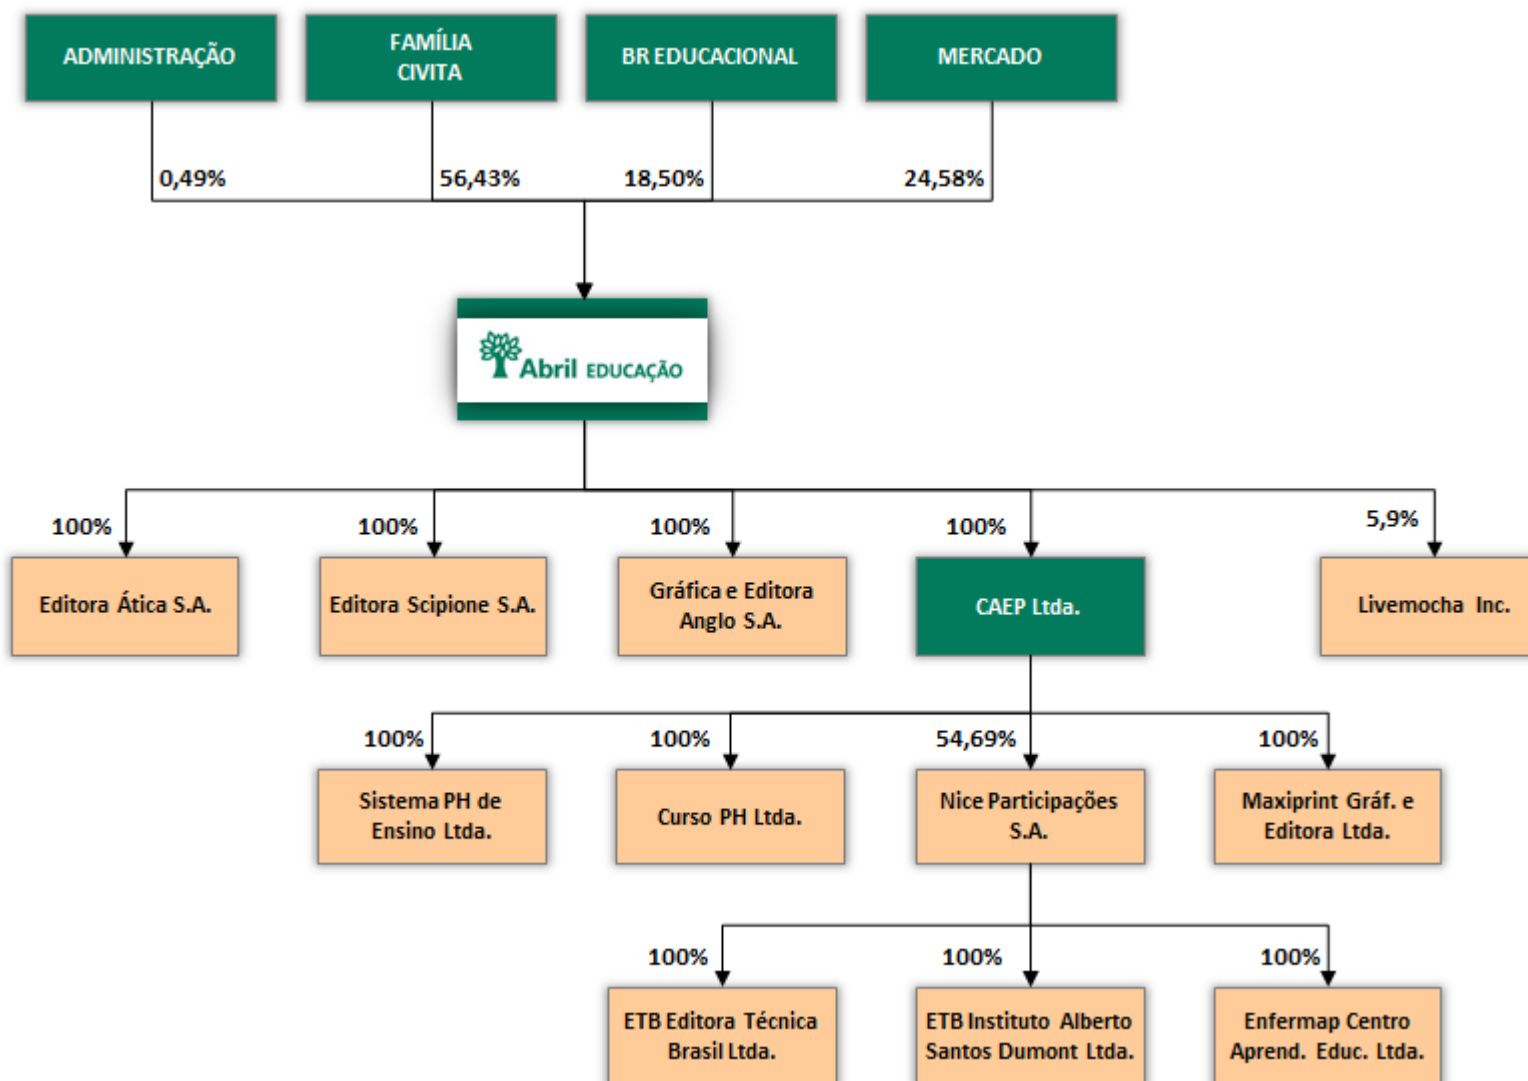 ADMINISTRAÇÃO
FAMÍLIA
CIVITA
BR EDUCACIONAL
MERCADO
0,49%
56,43%
18,50%
24,58%
Abril EDUCAÇÃO
100%
100%
100%
100%
5,9%
Editora Ática S.A.
Editora Scipione S.A.
Gráfica e Editora
Anglo S.A.
CAEP Ltda.
Livemocha Inc.
100%
100%
54,69%
100%
Sistema PH de
Ensino Ltda.
Curso PH Ltda.
Nice Participações
S.A.
Maxiprint Gráf. e
Editora Ltda.
100%
100%
100%
ETB Editora Técnica
Brasil Ltda.
ETB Instituto Alberto
Santos Dumont Ltda.
Enfermap Centro
Aprend. Educ. Ltda.